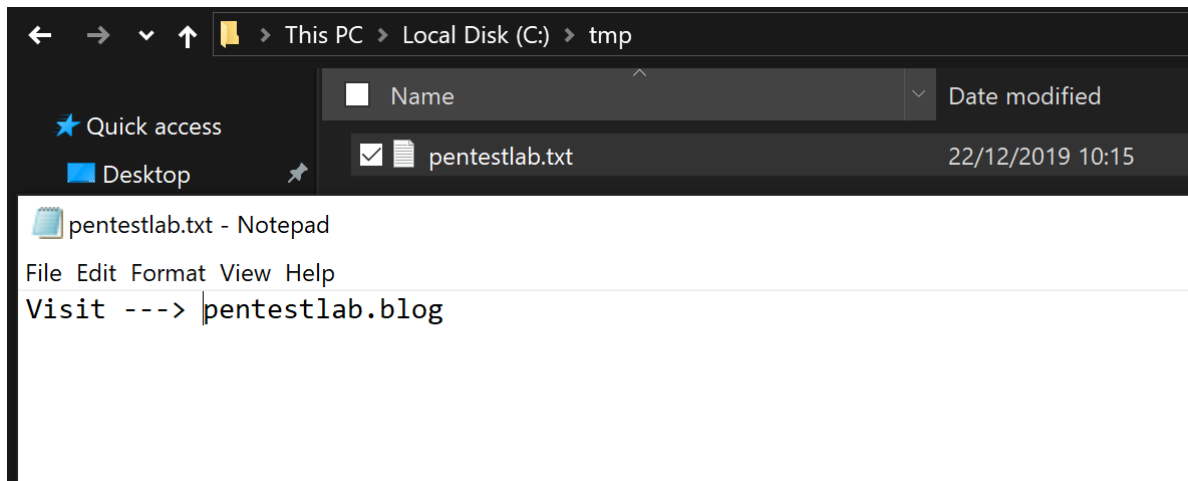 This PC > Local Disk (C:) > tmp
Name Date modified
Quick access
pentestlab.txt 22/12/2019 10:15
Desktop
pentestlab.txt - Notepad
File Edit Format View Help
Visit ---> pentestlab.blog